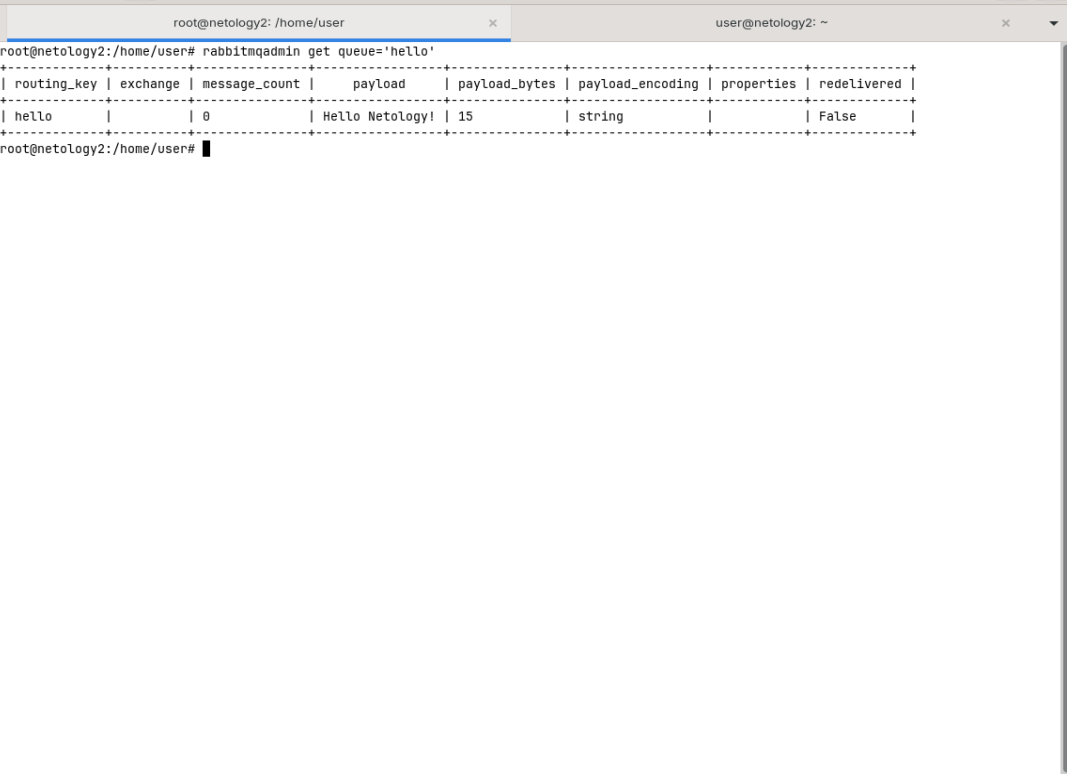 root@netology2: /home/user × user@netology2: ~ ×
root@netology2:/home/user# rabbitmqadmin get queue='hello'
+-------------+----------+---------------+----------------+---------------+------------------+------------+-------------+
| routing_key | exchange | message_count |     payload    | payload_bytes | payload_encoding | properties | redelivered |
+-------------+----------+---------------+----------------+---------------+------------------+------------+-------------+
| hello       |          | 0             | Hello Netology! | 15            | string           |            | False       |
+-------------+----------+---------------+----------------+---------------+------------------+------------+-------------+
root@netology2:/home/user#